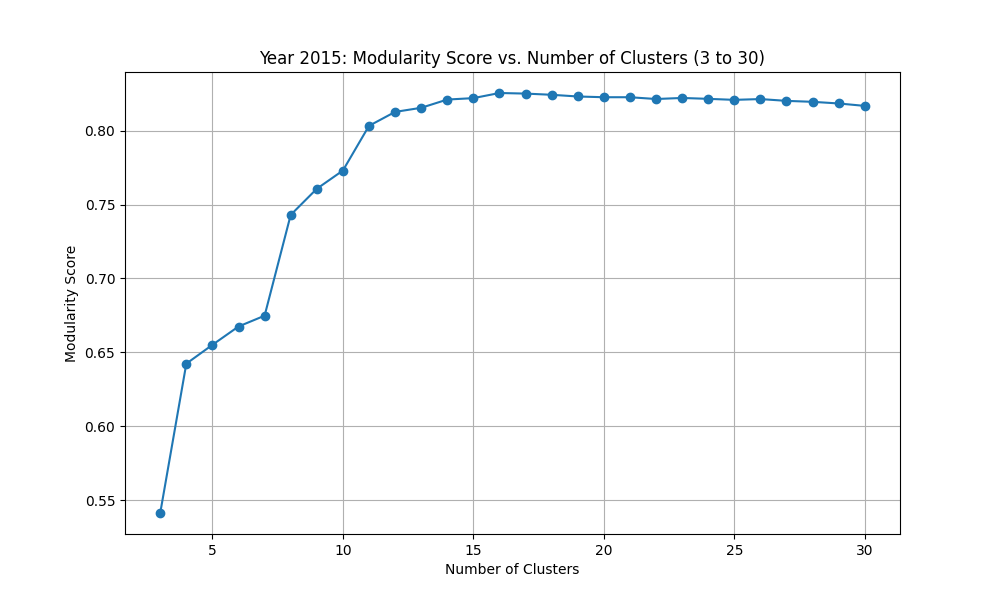 Year 2015: Modularity Score vs. Number of Clusters (3 to 30)
Modularity Score
0.80
0.75
0.70
0.65
0.60
0.55
5 10 15 20 25 30
Number of Clusters